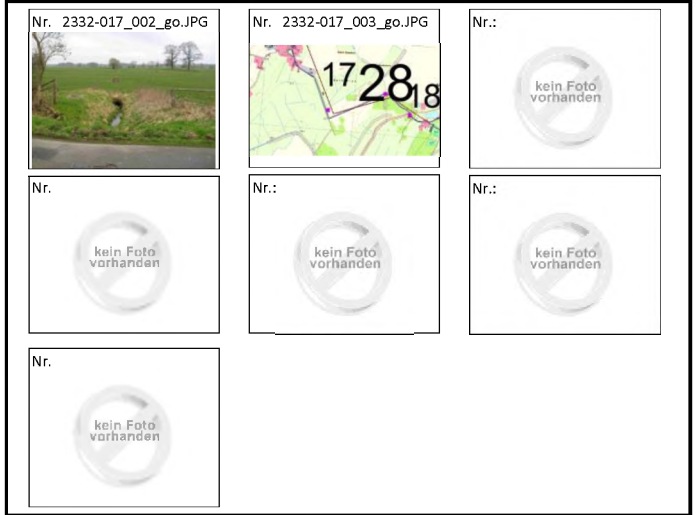 Nr. 2332-017_002_go.JPG
Nr. 2332-017_003_go.JPG
17 28 18
Nr.:
kein Foto
vorhanden
Nr.
kein Foto
vorhanden
Nr.:
kein Foto
vorhanden
Nr.:
kein Foto
vorhanden
Nr.
kein Foto
vorhanden